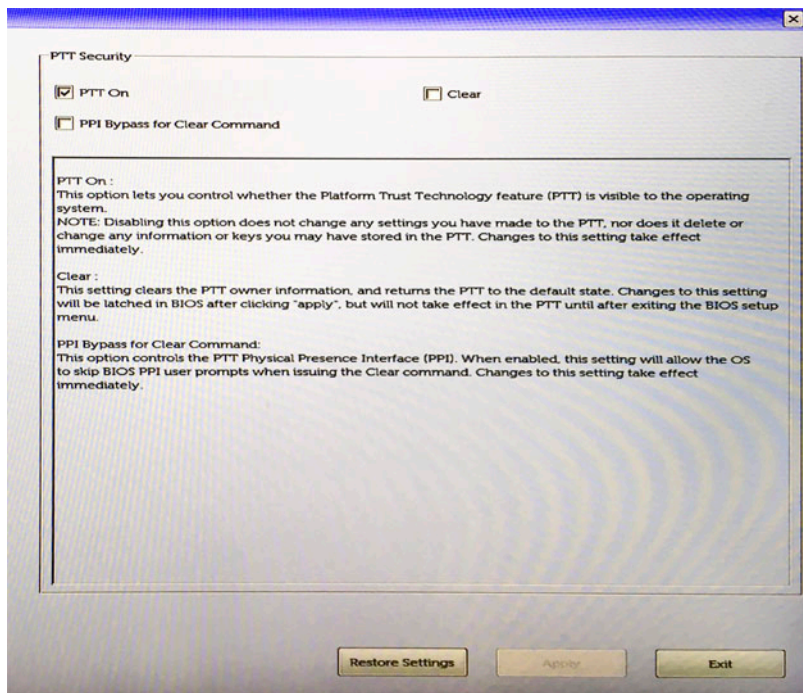 PTT Security
PTT On
Clear
PPI Bypass for Clear Command
PTT On :
This option lets you control whether the Platform Trust Technology feature (PTT) is visible to the operating
system.
NOTE: Disabling this option does not change any settings you have made to the PTT, nor does it delete or
change any information or keys you may have stored in the PTT. Changes to this setting take effect
immediately.
Clear :
This setting clears the PTT owner information, and returns the PTT to the default state. Changes to this setting
will be latched in BIOS after clicking "apply", but will not take effect in the PTT until after exiting the BIOS setup
menu.
PPI Bypass for Clear Command:
This option controls the PTT Physical Presence Interface (PPI). When enabled, this setting will allow the OS
to skip BIOS PPI user prompts when issuing the Clear command. Changes to this setting take effect
immediately.
Restore Settings
Apply
Exit